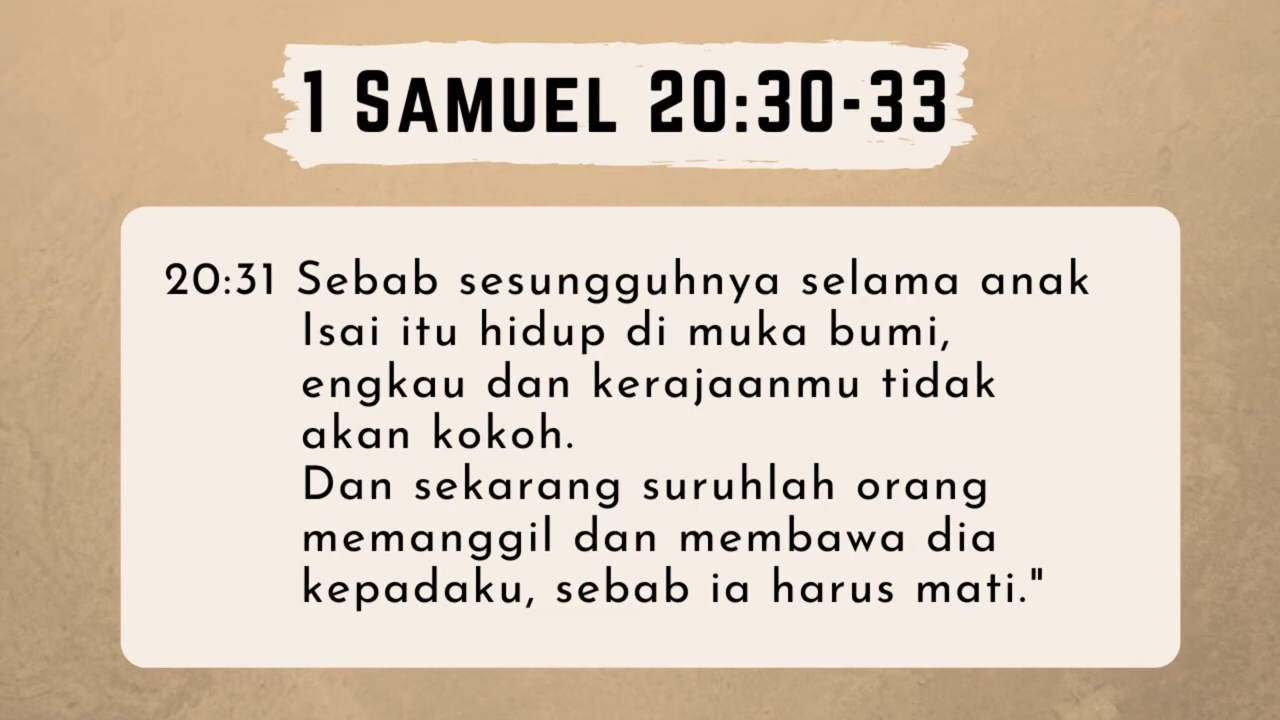 1 SAMUEL 20:30-33
20:31 Sebab sesungguhnya selama anak
Isai itu hidup di muka bumi,
engkau dan kerajaanmu tidak
akan kokoh.
Dan sekarang suruhlah orang
memanggil dan membawa dia
kepadaku, sebab ia harus mati."